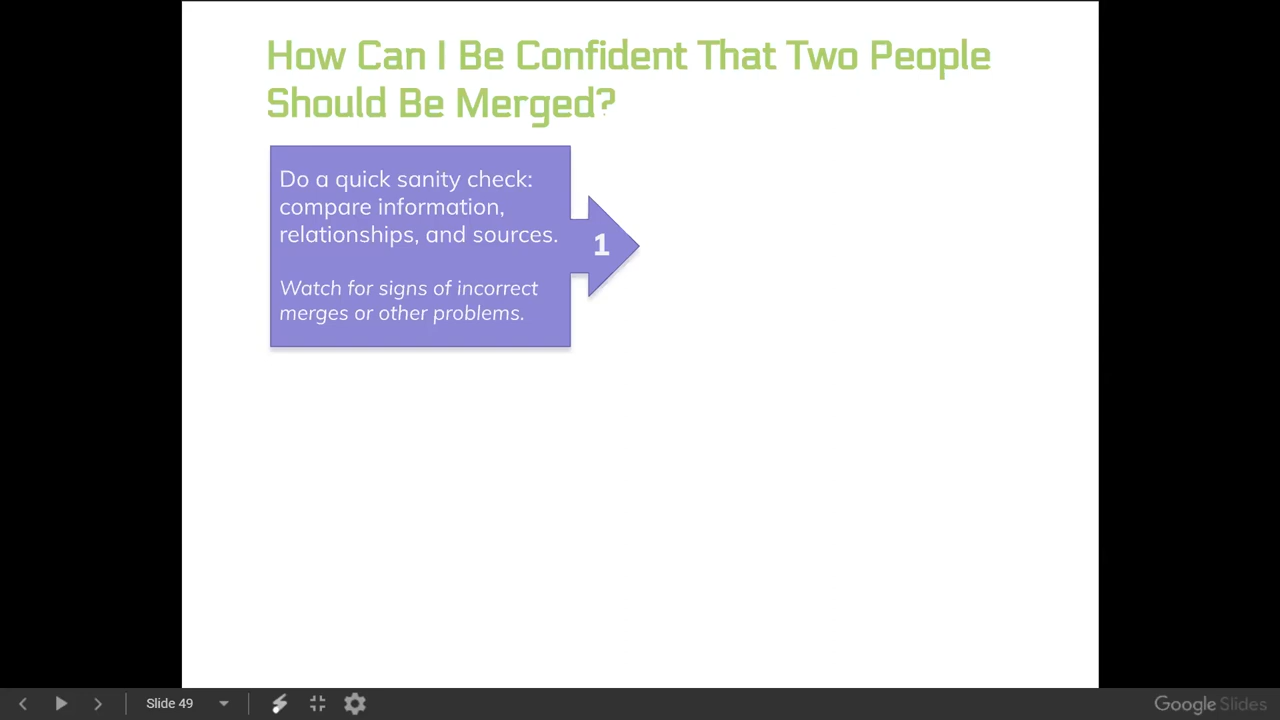 How Can I Be Confident That Two People
Should Be Merged?
Do a quick sanity check:
compare information,
relationships, and sources.
1
Watch for signs of incorrect
merges or other problems.
Slide 49
Google Slides